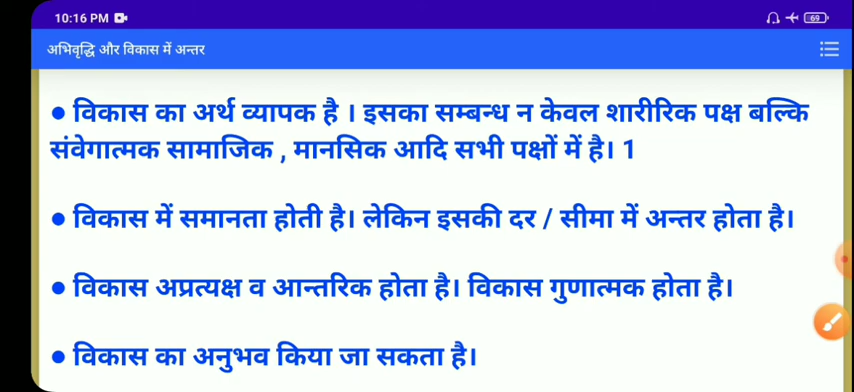 10:16 PM 69
अभिवृद्धि और विकास में अन्तर
● विकास का अर्थ व्यापक है । इसका सम्बन्ध न केवल शारीरिक पक्ष बल्कि
संवेगात्मक सामाजिक , मानसिक आदि सभी पक्षों में है। 1
● विकास में समानता होती है। लेकिन इसकी दर / सीमा में अन्तर होता है।
● विकास अप्रत्यक्ष व आन्तरिक होता है। विकास गुणात्मक होता है।
● विकास का अनुभव किया जा सकता है।